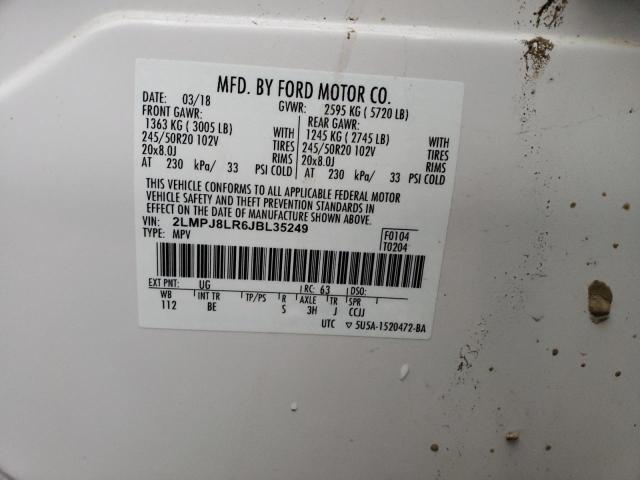 MFD. BY FORD MOTOR CO.
DATE: 03/18 GVWR: 2595 KG ( 5720 LB)
FRONT GAWR: REAR GAWR:
1363 KG ( 3005 LB) WITH 1245 KG ( 2745 LB) WITH
245/50R20 102V TIRES 245/50R20 102V TIRES
20x8.0J RIMS 20x8.0J RIMS
AT 230 kPa/ 33 PSI COLD AT 230 kPa/ 33 PSI COLD
THIS VEHICLE CONFORMS TO ALL APPLICABLE FEDERAL MOTOR
VEHICLE SAFETY AND THEFT PREVENTION STANDARDS IN
EFFECT ON THE DATE OF MANUFACTURE SHOWN ABOVE.
VIN: 2LMPJ8LR6JBL35249 F0104
TYPE: MPV T0204
EXT PNT: UG RC: 63 DSO:
WB INT TR TP/PS R AXLE TR SPR
112 BE S 3H J CCJJ
UTC ▽ 5U5A-1520472-BA